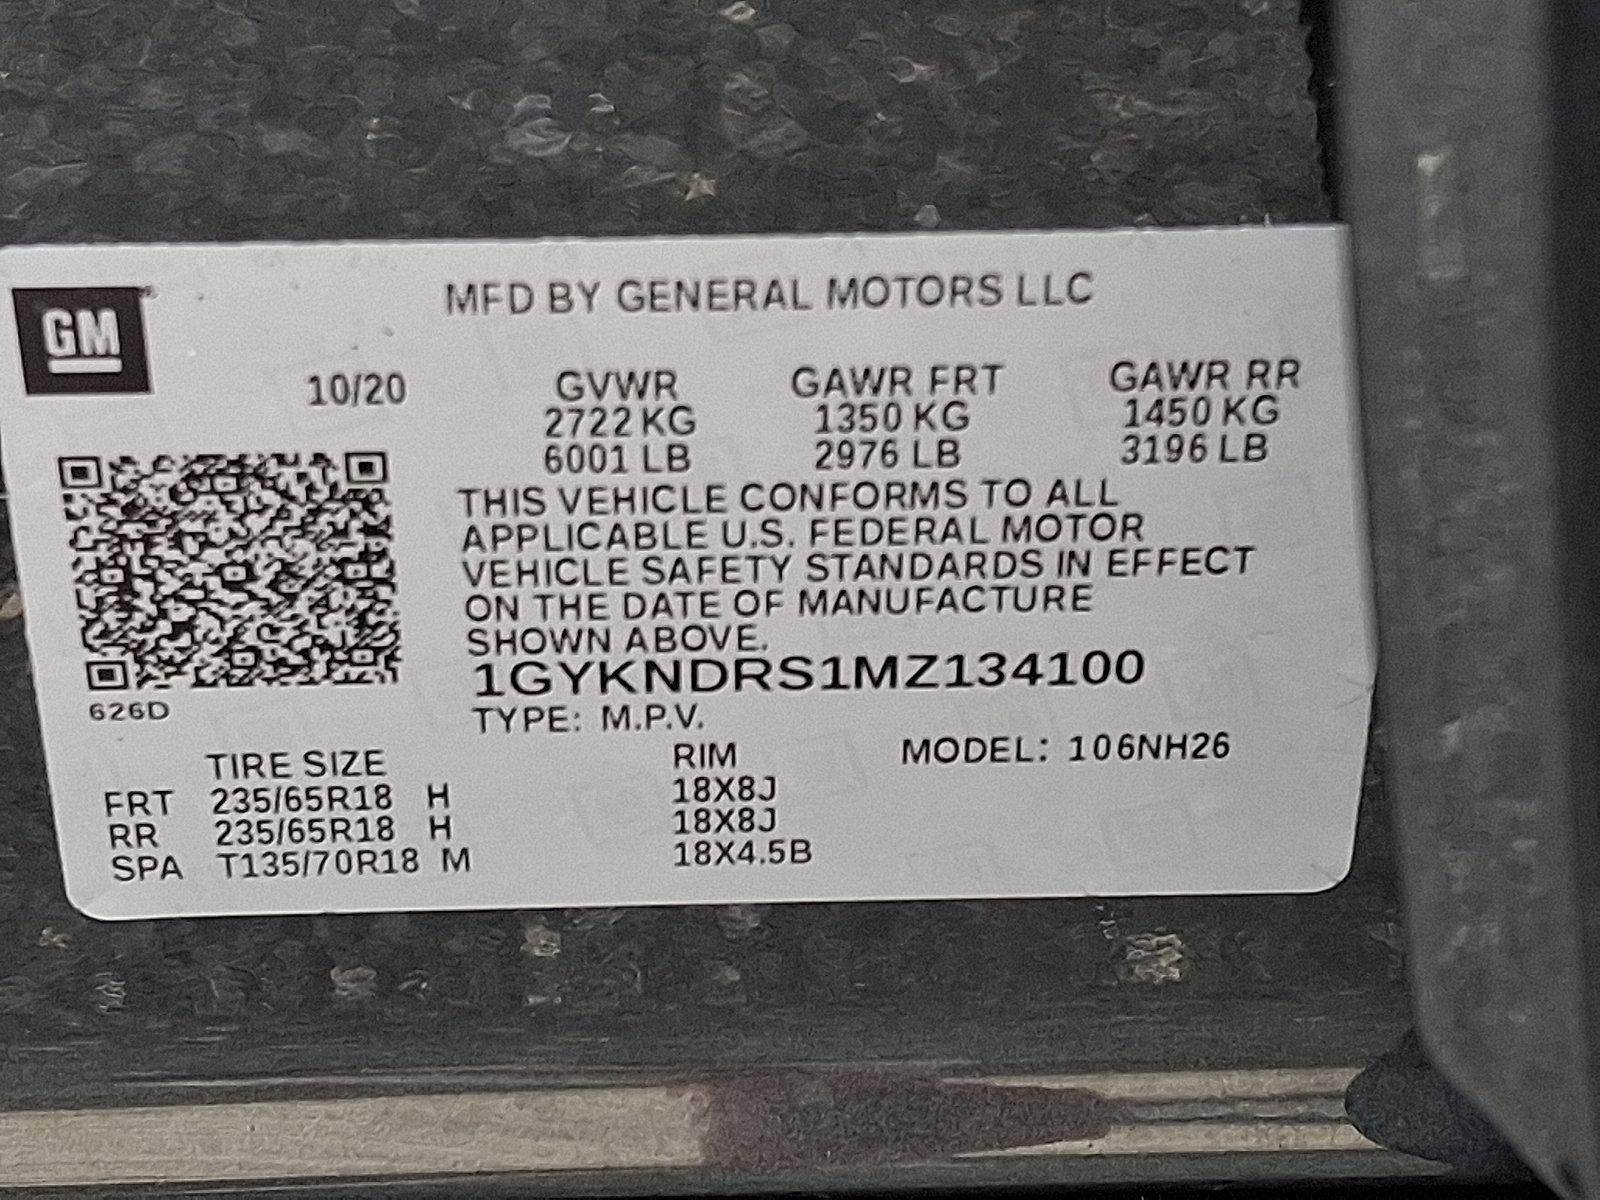 GM
MFD BY GENERAL MOTORS LLC
10/20 GVWR GAWR FRT GAWR RR
2722 KG 1350 KG 1450 KG
6001 LB 2976 LB 3196 LB
THIS VEHICLE CONFORMS TO ALL
APPLICABLE U.S. FEDERAL MOTOR
VEHICLE SAFETY STANDARDS IN EFFECT
ON THE DATE OF MANUFACTURE
SHOWN ABOVE.
1GYKNDRS1MZ134100
626D
TYPE: M.P.V.
TIRE SIZE RIM MODEL: 106NH26
FRT 235/65R18 H 18X8J
RR 235/65R18 H 18X8J
SPA T135/70R18 M 18X4.5B